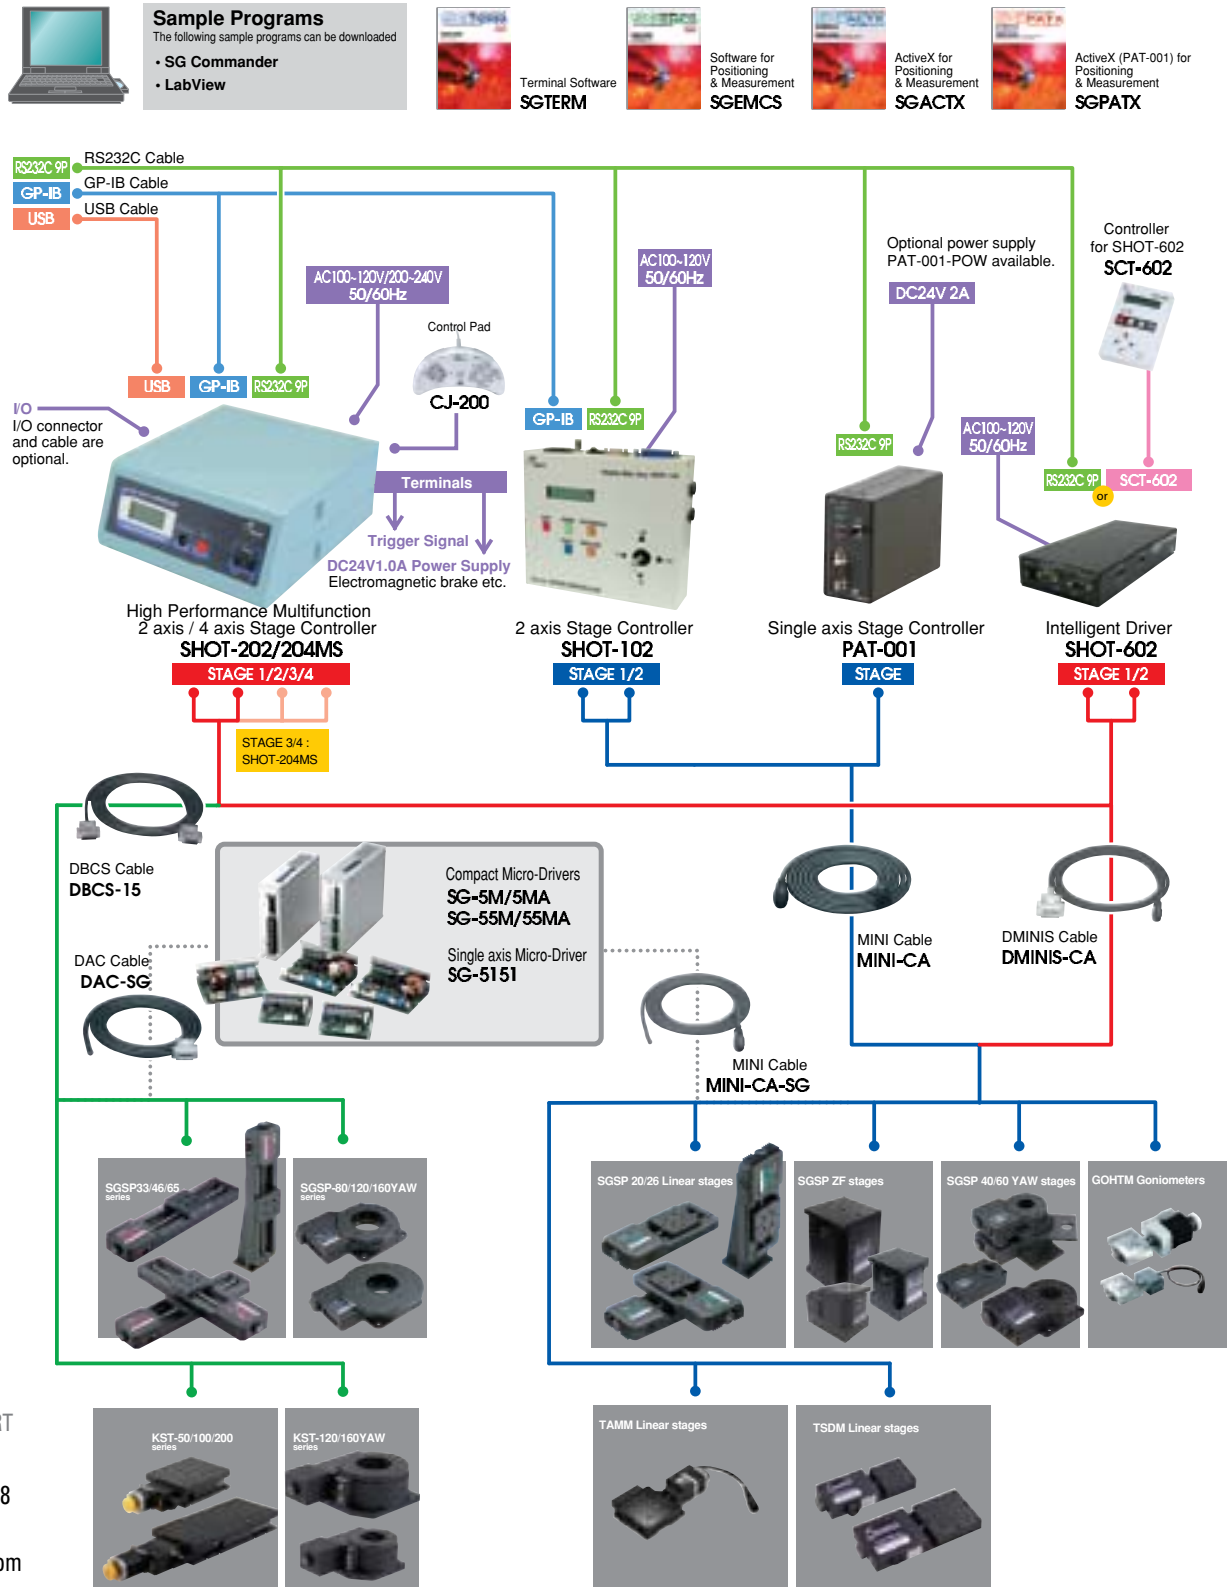 Sample Programs
The following sample programs can be downloaded
• SG Commander
• LabView
Terminal Software
SGTERM
Software for
Positioning
& Measurement
SGEMCS
ActiveX for
Positioning
& Measurement
SGACTX
ActiveX (PAT-001) for
Positioning
& Measurement
SGPATX
RS232C 9P
RS232C Cable
GP-IB
GP-IB Cable
USB
USB Cable
AC100~120V/200~240V
50/60Hz
Control Pad
CJ-200
AC100~120V
50/60Hz
Optional power supply
PAT-001-POW available.
DC24V 2A
Controller
for SHOT-602
SCT-602
USB
GP-IB
RS232C 9P
GP-IB
RS232C 9P
RS232C 9P
AC100~120V
50/60Hz
RS232C 9P
or
SCT-602
I/O
I/O connector
and cable are
optional.
Terminals
Trigger Signal
DC24V1.0A Power Supply
Electromagnetic brake etc.
High Performance Multifunction
2 axis / 4 axis Stage Controller
SHOT-202/204MS
STAGE 1/2/3/4
2 axis Stage Controller
SHOT-102
STAGE 1/2
Single axis Stage Controller
PAT-001
STAGE
Intelligent Driver
SHOT-602
STAGE 1/2
STAGE 3/4 :
SHOT-204MS
DBCS Cable
DBCS-15
Compact Micro-Drivers
SG-5M/5MA
SG-55M/55MA
Single axis Micro-Driver
SG-5151
DAC Cable
DAC-SG
MINI Cable
MINI-CA
DMINIS Cable
DMINIS-CA
MINI Cable
MINI-CA-SG
SGSP33/46/65
series
SGSP-80/120/160YAW
series
SGSP 20/26 Linear stages
SGSP ZF stages
SGSP 40/60 YAW stages
GOHTM Goniometers
KST-50/100/200
series
KST-120/160YAW
series
TAMM Linear stages
TSDM Linear stages
RT
8
om